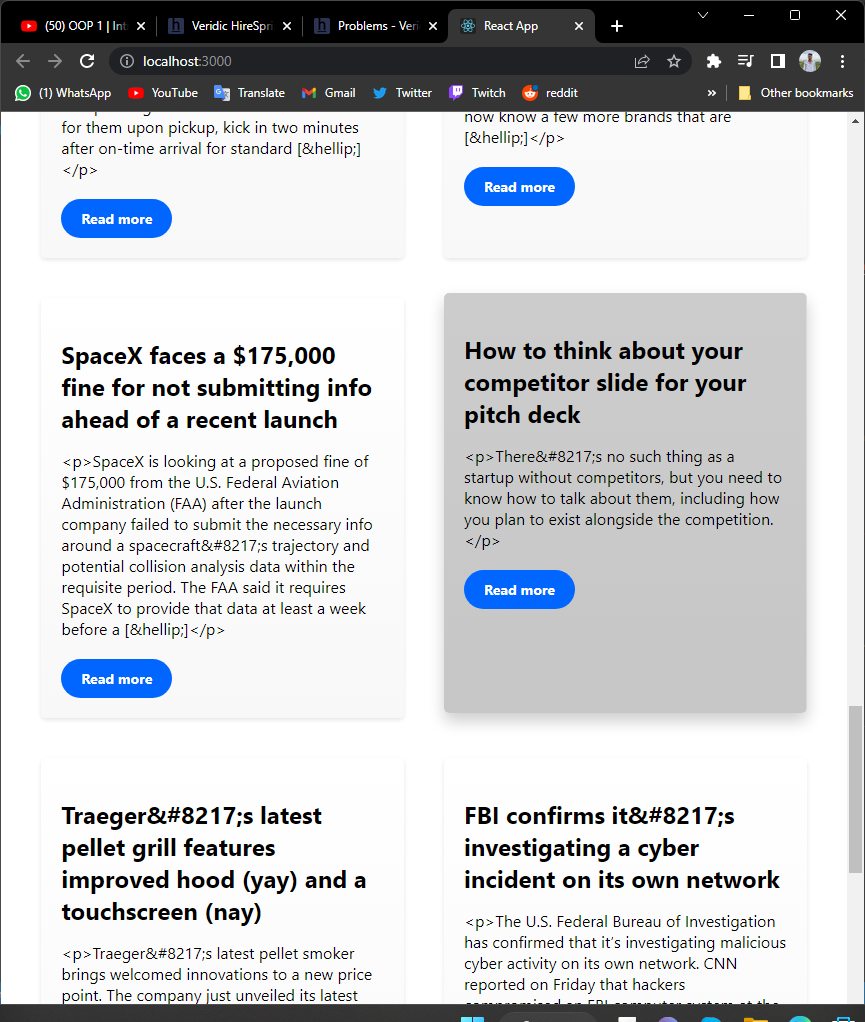 (50) OOP 1 | Int
Veridic HireSpri
Problems - Veri
React App
localhost:3000
(1) WhatsApp
YouTube
Translate
Gmail
Twitter
Twitch
reddit
»
Other bookmarks
for them upon pickup, kick in two minutes
after on-time arrival for standard [&hellip;]
</p>
Read more
now know a few more brands that are
[&hellip;]</p>
Read more
SpaceX faces a $175,000
fine for not submitting info
ahead of a recent launch
<p>SpaceX is looking at a proposed fine of
$175,000 from the U.S. Federal Aviation
Administration (FAA) after the launch
company failed to submit the necessary info
around a spacecraft&#8217;s trajectory and
potential collision analysis data within the
requisite period. The FAA said it requires
SpaceX to provide that data at least a week
before a [&hellip;]</p>
Read more
How to think about your
competitor slide for your
pitch deck
<p>There&#8217;s no such thing as a
startup without competitors, but you need to
know how to talk about them, including how
you plan to exist alongside the competition.
</p>
Read more
Traeger&#8217;s latest
pellet grill features
improved hood (yay) and a
touchscreen (nay)
<p>Traeger&#8217;s latest pellet smoker
brings welcomed innovations to a new price
point. The company just unveiled its latest
FBI confirms it&#8217;s
investigating a cyber
incident on its own network
<p>The U.S. Federal Bureau of Investigation
has confirmed that it’s investigating malicious
cyber activity on its own network. CNN
reported on Friday that hackers
compromised an FBI computer system at the